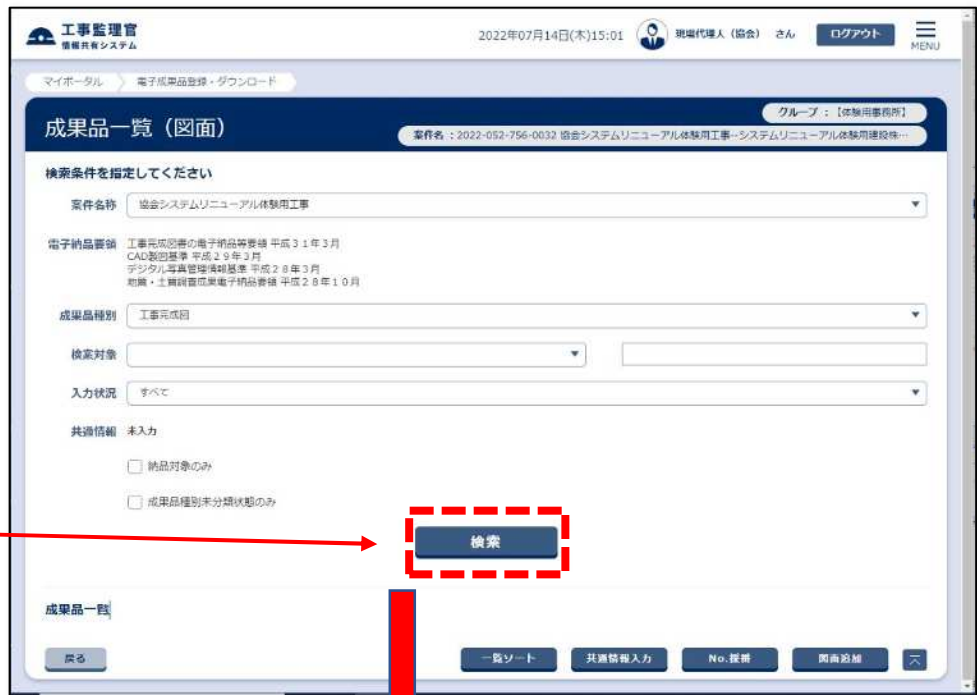 工事監理官
情報共有システム
2022年07月14日(木)15:01
現場代理人（協会） さん
ログアウト
MENU
マイポータル
電子成果品登録・ダウンロード
成果品一覧（図面）
グループ ：【体験用事務所】
案件名 ：2022-052-756-0032 協会システムリニューアル体験用工事--システムリニューアル体験用建設株…
検索条件を指定してください
案件名称 協会システムリニューアル体験用工事
電子納品要領 工事完成図書の電子納品等要領 平成３１年３月
CAD製図基準 平成２９年３月
デジタル写真管理情報基準 平成２８年３月
地質・土質調査成果電子納品要領 平成２８年１０月
成果品種別 工事完成図
検索対象
入力状況 すべて
共通情報 未入力
納品対象のみ
成果品種別未分類状態のみ
検索
成果品一覧
戻る
一覧ソート
共通情報入力
No.採番
図面追加